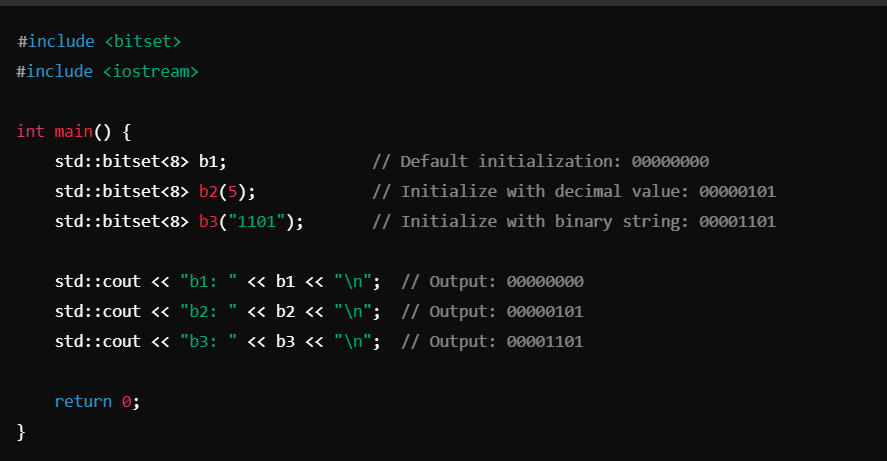 #include <bitset>
#include <iostream>

int main() {
    std::bitset<8> b1;               // Default initialization: 00000000
    std::bitset<8> b2(5);            // Initialize with decimal value: 00000101
    std::bitset<8> b3("1101");       // Initialize with binary string: 00001101

    std::cout << "b1: " << b1 << "\n";  // Output: 00000000
    std::cout << "b2: " << b2 << "\n";  // Output: 00000101
    std::cout << "b3: " << b3 << "\n";  // Output: 00001101

    return 0;
}